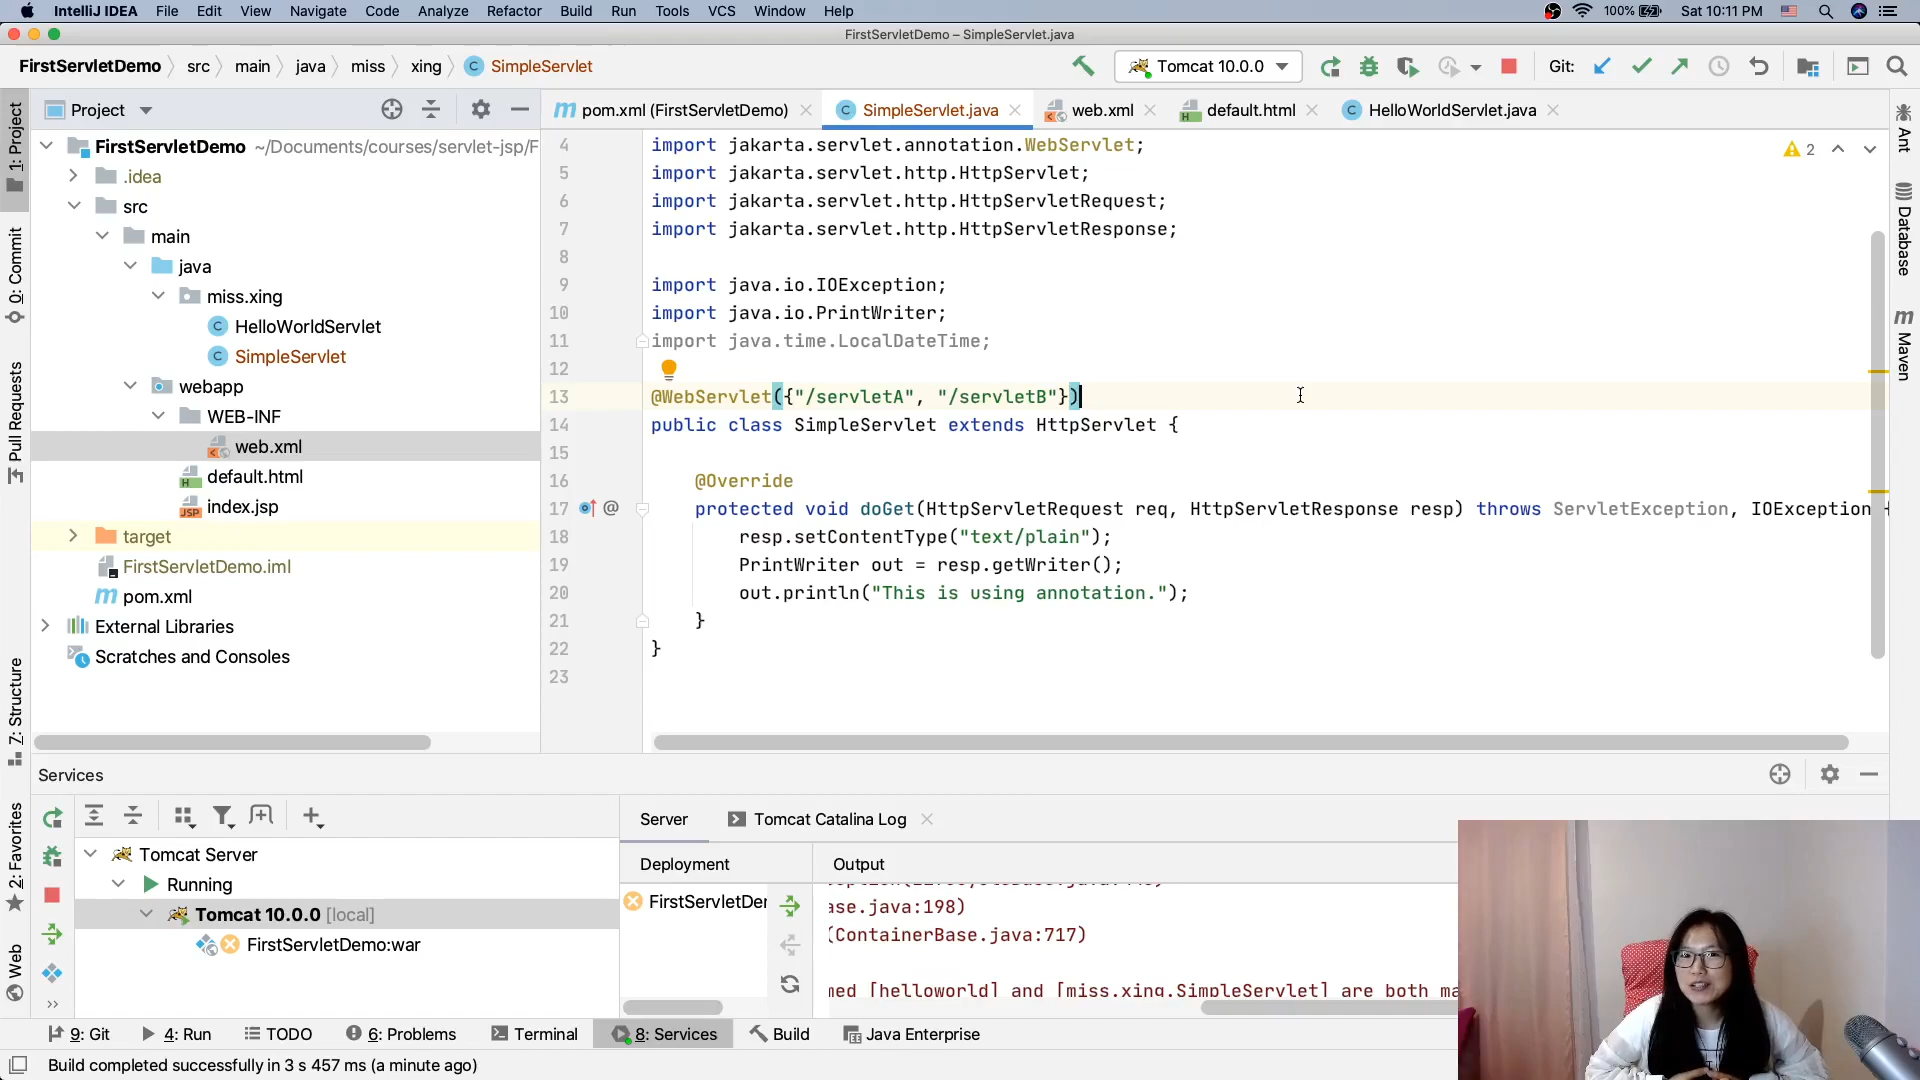 IntelliJ IDEA File Edit View Navigate Code Analyze Refactor Build Run Tools VCS Window Help 100% Sat 10:11 PM
FirstServletDemo – SimpleServlet.java
FirstServletDemo src main java miss xing SimpleServlet Tomcat 10.0.0 Git:
1: Project
0: Commit
Pull Requests
Z: Structure
2: Favorites
Web
Project
FirstServletDemo ~/Documents/courses/servlet-jsp/F
.idea
src
main
java
miss.xing
HelloWorldServlet
SimpleServlet
webapp
WEB-INF
web.xml
default.html
index.jsp
target
FirstServletDemo.iml
pom.xml
External Libraries
Scratches and Consoles
pom.xml (FirstServletDemo) SimpleServlet.java web.xml default.html HelloWorldServlet.java
2
4 import jakarta.servlet.annotation.WebServlet;
5 import jakarta.servlet.http.HttpServlet;
6 import jakarta.servlet.http.HttpServletRequest;
7 import jakarta.servlet.http.HttpServletResponse;
8
9 import java.io.IOException;
10 import java.io.PrintWriter;
11 import java.time.LocalDateTime;
12
13 @WebServlet({"/servletA", "/servletB"})
14 public class SimpleServlet extends HttpServlet {
15
16 @Override
17 @ protected void doGet(HttpServletRequest req, HttpServletResponse resp) throws ServletException, IOException {
18 resp.setContentType("text/plain");
19 PrintWriter out = resp.getWriter();
20 out.println("This is using annotation.");
21 }
22 }
23
Ant
Database
Maven
Services
Tomcat Server
Running
Tomcat 10.0.0 [local]
FirstServletDemo:war
Server Tomcat Catalina Log
Deployment Output
FirstServletDer
ase.java:198)
(ContainerBase.java:717)
med [helloworld] and [miss.xing.SimpleServlet] are both ma
9: Git 4: Run TODO 6: Problems Terminal 8: Services Build Java Enterprise
Build completed successfully in 3 s 457 ms (a minute ago)